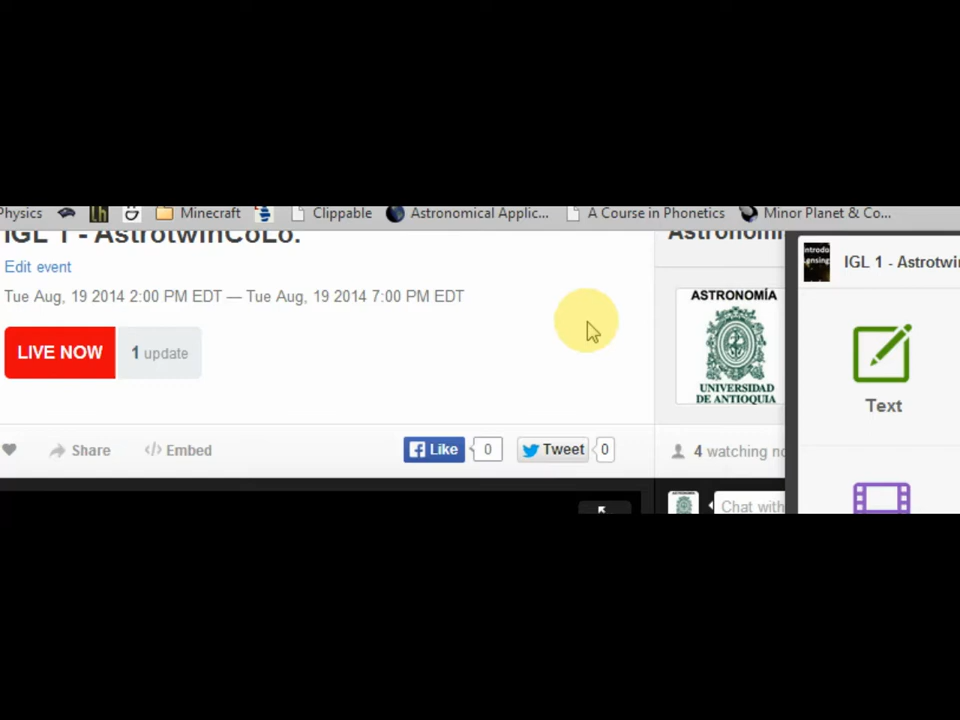 Physics
Minecraft
Clippable
Astronomical Applic...
A Course in Phonetics
Minor Planet & Co...
IGL 1 - AstrotwinCoLo.
Edit event
Tue Aug, 19 2014 2:00 PM EDT — Tue Aug, 19 2014 7:00 PM EDT
LIVE NOW
1 update
Share
Embed
Like
0
Tweet
0
ASTRONOMÍA
UNIVERSIDAD
DE ANTIOQUIA
4 watching
Chat with
IGL 1 -
Text